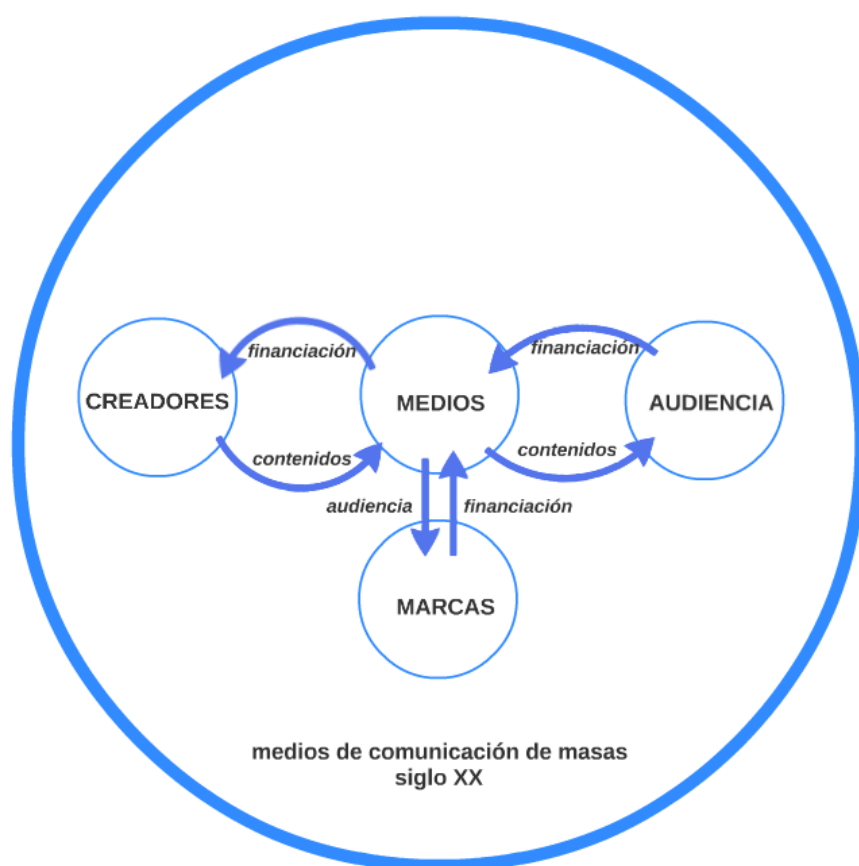 financiación
financiación
CREADORES
MEDIOS
AUDIENCIA
contenidos
contenidos
audiencia
financiación
MARCAS
medios de comunicación de masas
siglo XX